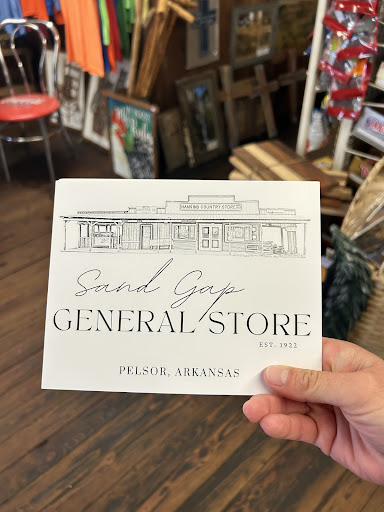 HANKINS COUNTRY STORE
Sand Gap
GENERAL STORE
EST. 1922
PELSOR, ARKANSAS